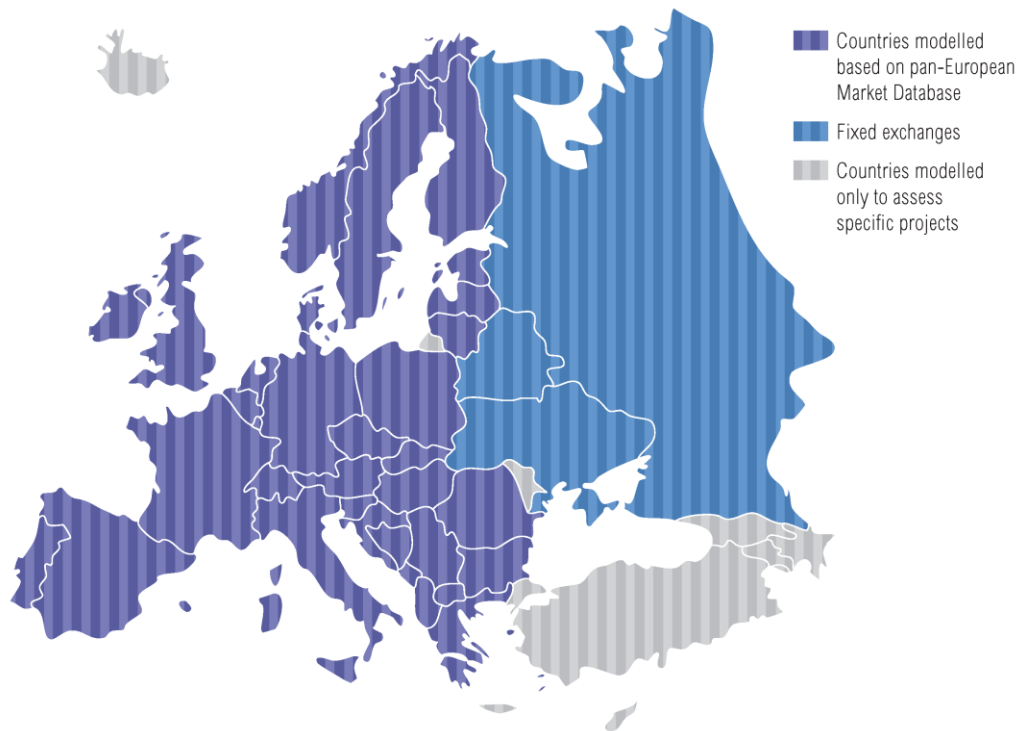 Countries modelled
based on pan-European
Market Database
Fixed exchanges
Countries modelled
only to assess
specific projects